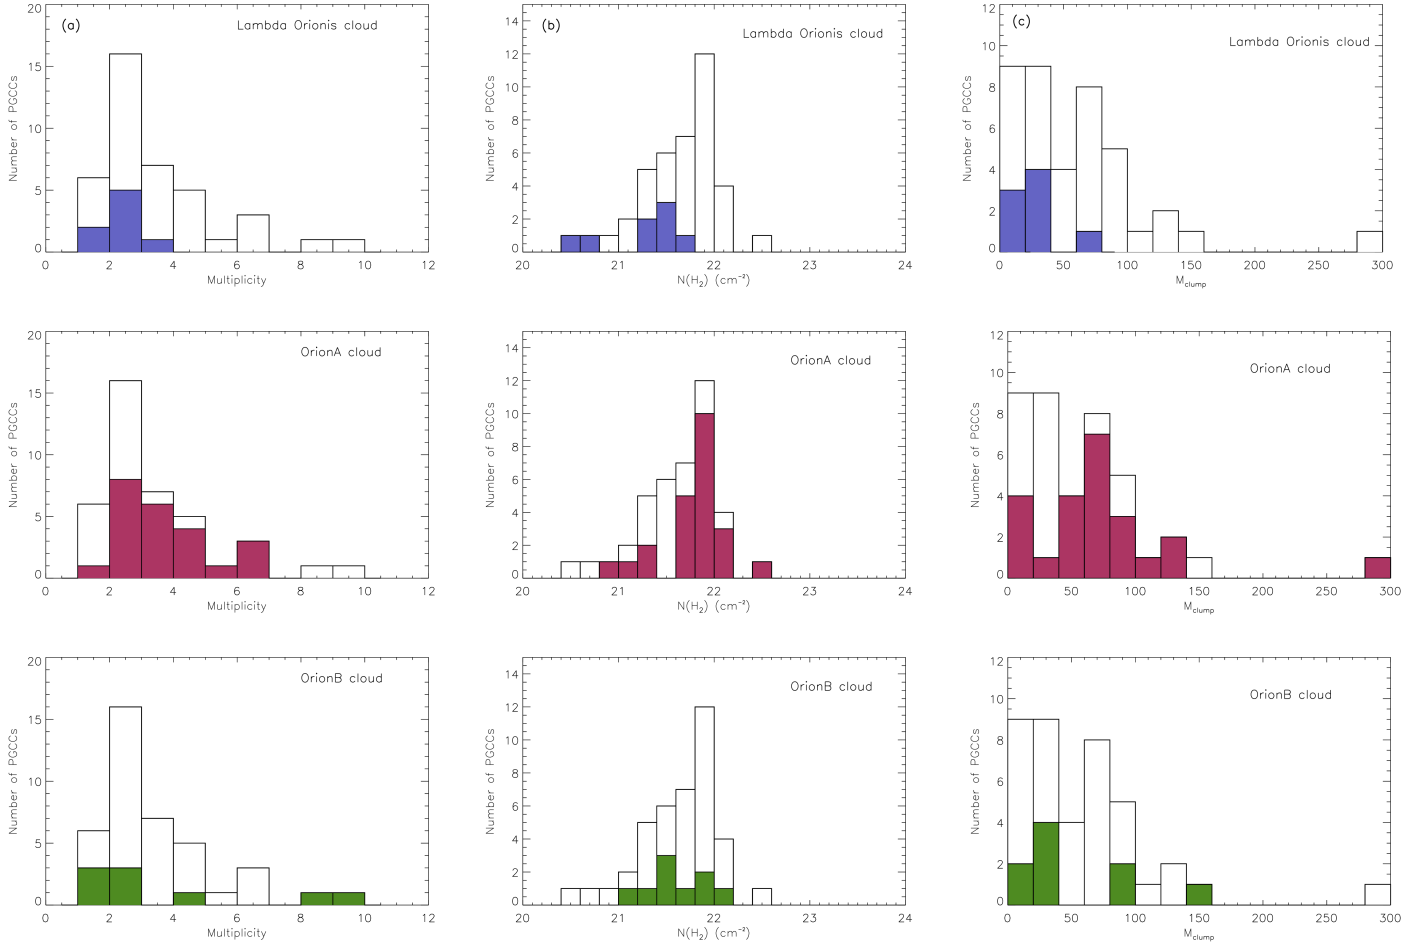 (a)
Lambda Orionis cloud
Number of PGCCs
20
15
10
5
0
0 2 4 6 8 10 12
Multiplicity
(b)
Lambda Orionis cloud
Number of PGCCs
14
12
10
8
6
4
2
0
20 21 22 23 24
N(H₂) (cm⁻²)
(c)
Lambda Orionis cloud
Number of PGCCs
12
10
8
6
4
2
0
0 50 100 150 200 250 300
M_clump
OrionA cloud
Number of PGCCs
20
15
10
5
0
0 2 4 6 8 10 12
Multiplicity
OrionA cloud
Number of PGCCs
14
12
10
8
6
4
2
0
20 21 22 23 24
N(H₂) (cm⁻²)
OrionA cloud
Number of PGCCs
12
10
8
6
4
2
0
0 50 100 150 200 250 300
M_clump
OrionB cloud
Number of PGCCs
20
15
10
5
0
0 2 4 6 8 10 12
Multiplicity
OrionB cloud
Number of PGCCs
14
12
10
8
6
4
2
0
20 21 22 23 24
N(H₂) (cm⁻²)
OrionB cloud
Number of PGCCs
12
10
8
6
4
2
0
0 50 100 150 200 250 300
M_clump